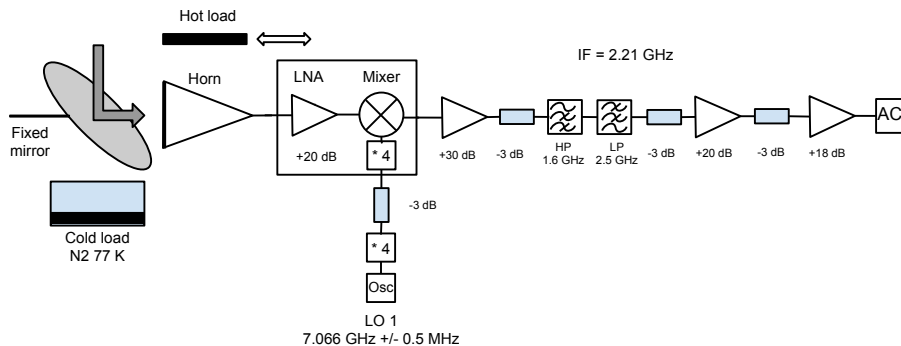 Hot load
IF = 2.21 GHz
Horn
LNA
Mixer
Fixed
mirror
+20 dB
* 4
+30 dB
-3 dB
HP
1.6 GHz
LP
2.5 GHz
-3 dB
+20 dB
-3 dB
+18 dB
AC
-3 dB
* 4
Cold load
N2 77 K
Osc
LO 1
7.066 GHz +/- 0.5 MHz